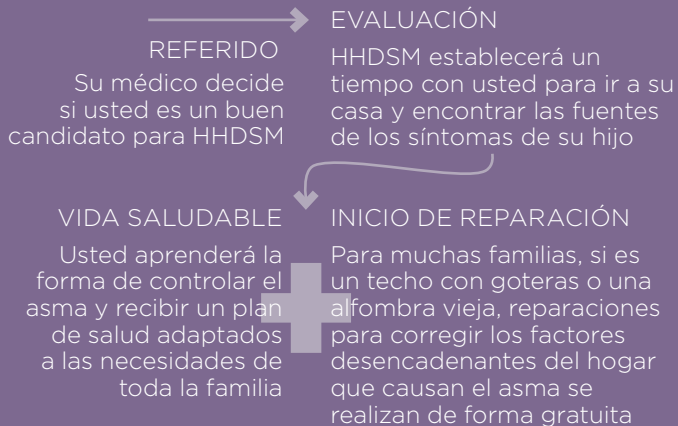 REFERIDO
Su médico decide
si usted es un buen
candidato para HHDSM
EVALUACIÓN
HHDSM establecerá un
tiempo con usted para ir a su
casa y encontrar las fuentes
de los síntomas de su hijo
VIDA SALUDABLE
Usted aprenderá la
forma de controlar el
asma y recibir un plan
de salud adaptados
a las necesidades de
toda la familia
INICIO DE REPARACIÓN
Para muchas familias, si es
un techo con goteras o una
alfombra vieja, reparaciones
para corregir los factores
desencadenantes del hogar
que causan el asma se
realizan de forma gratuita